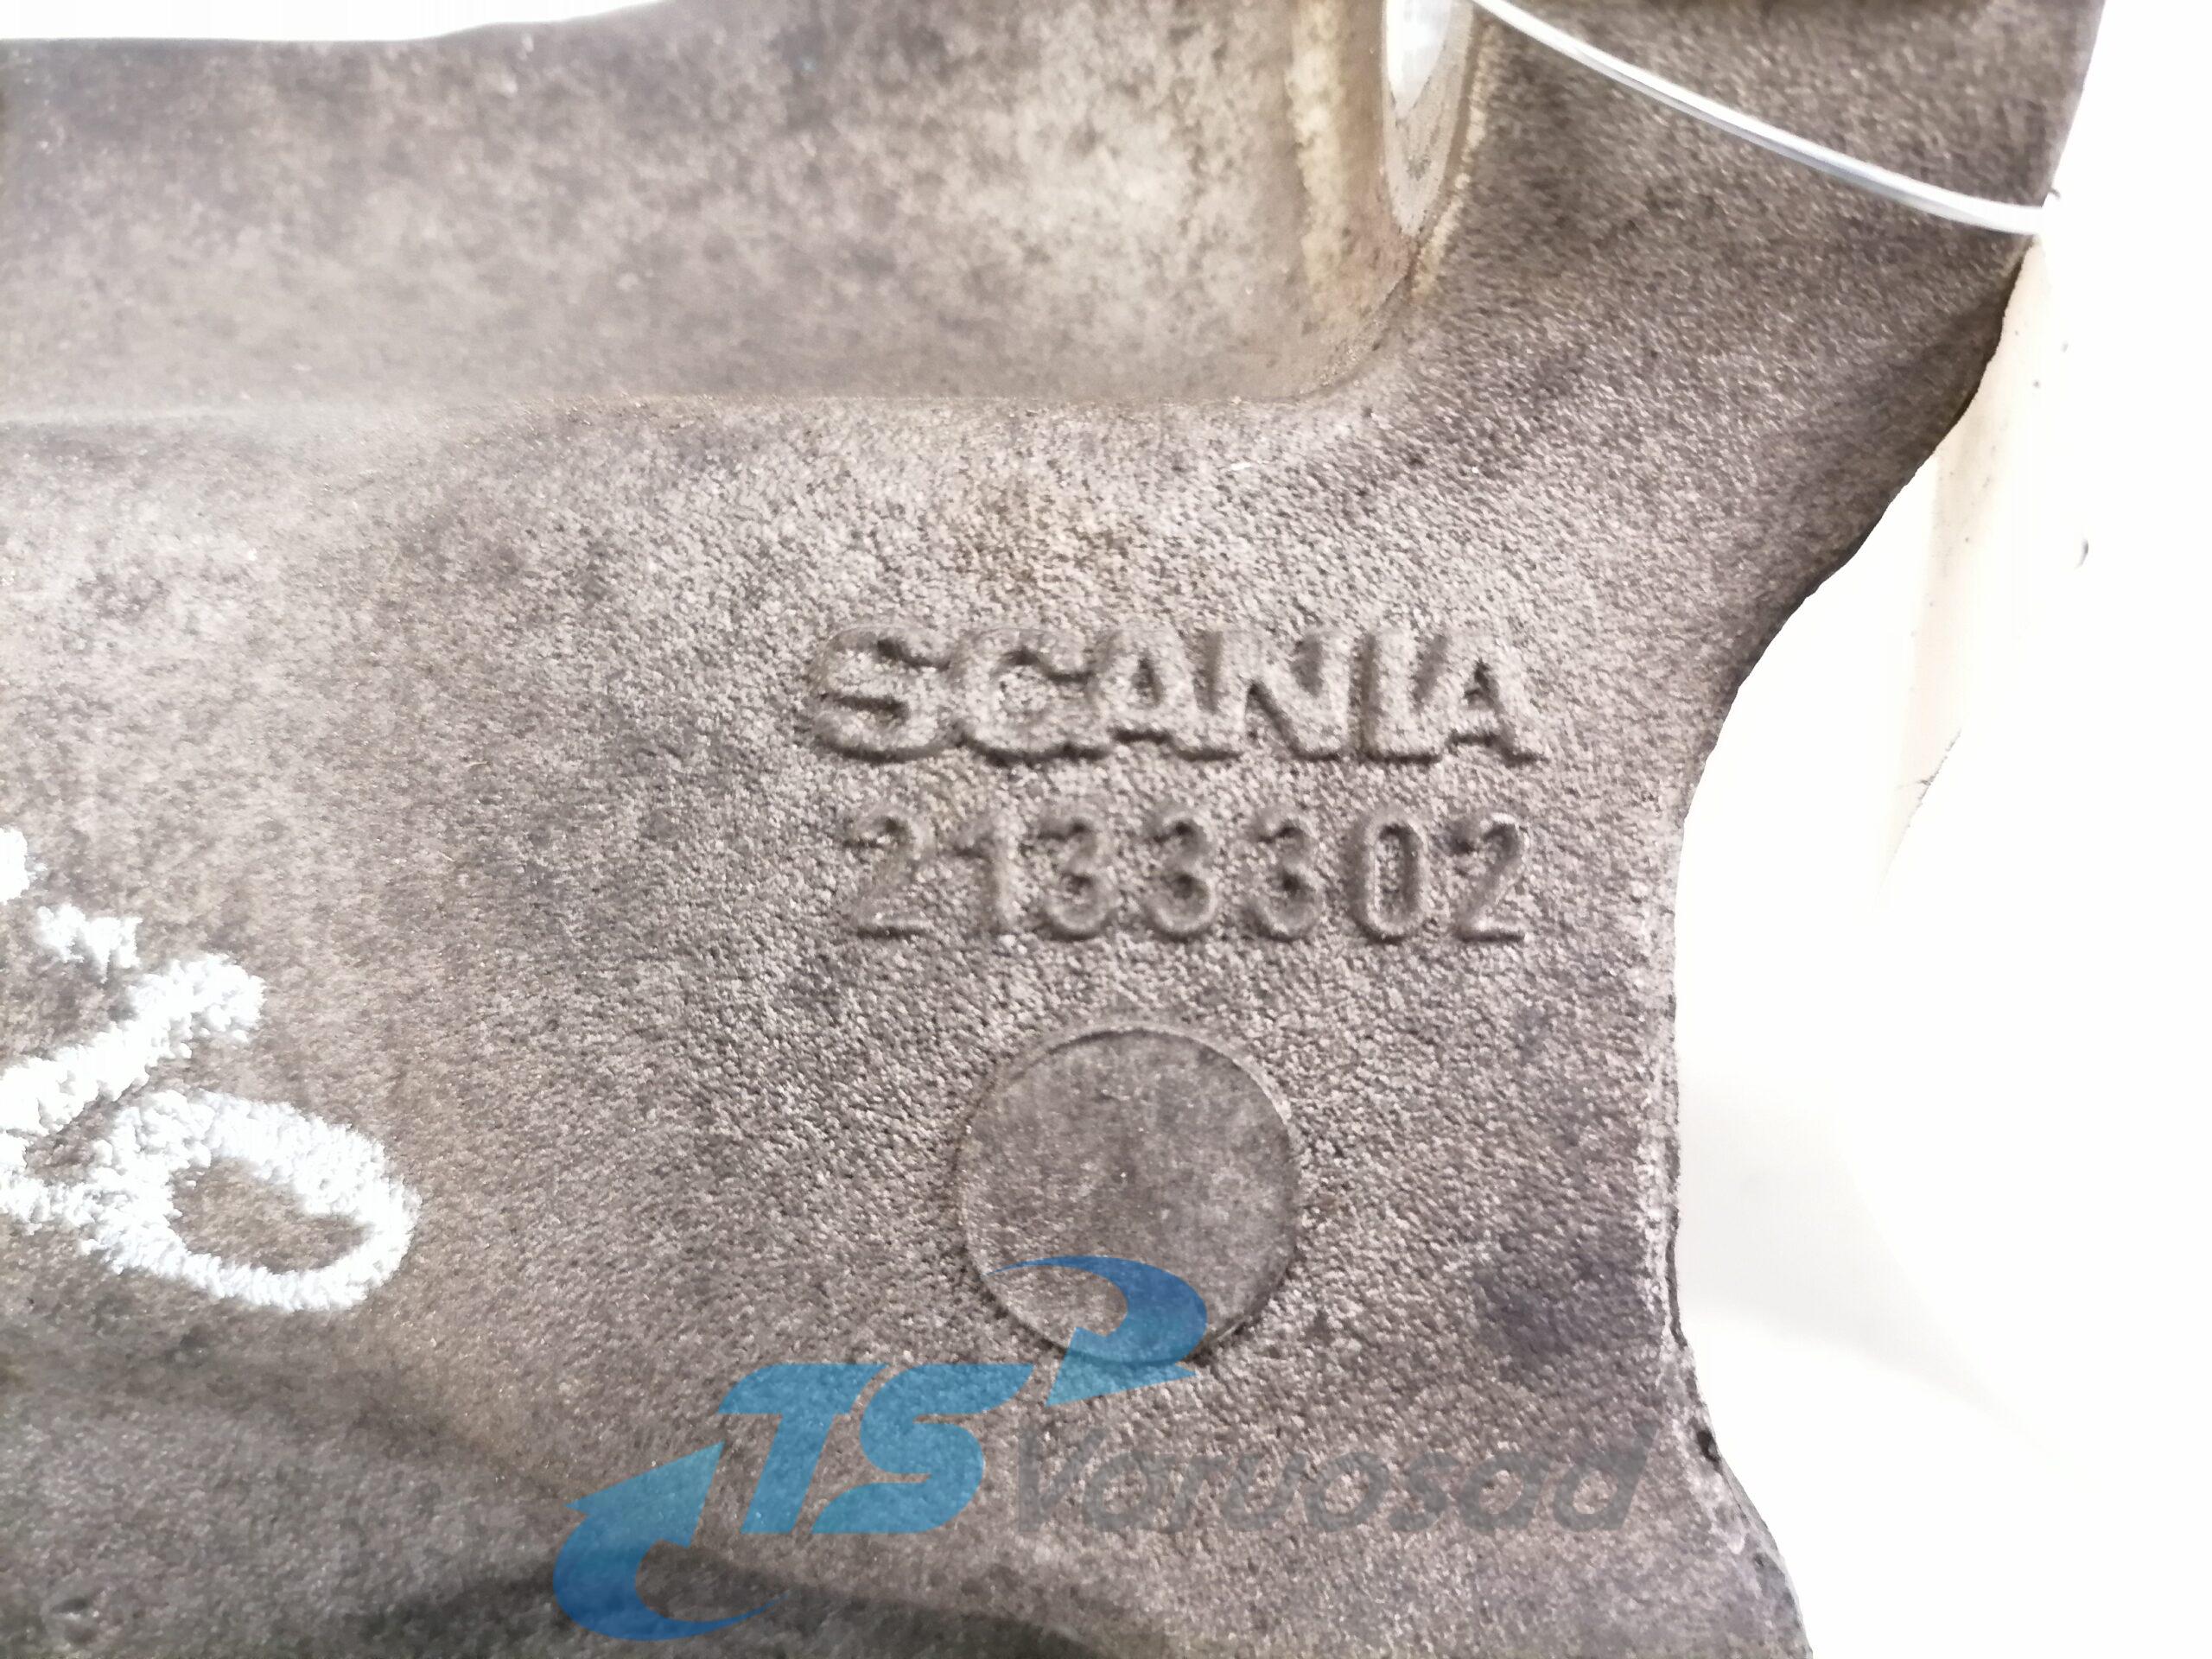 SCANIA
2133302
TS
Varuosad